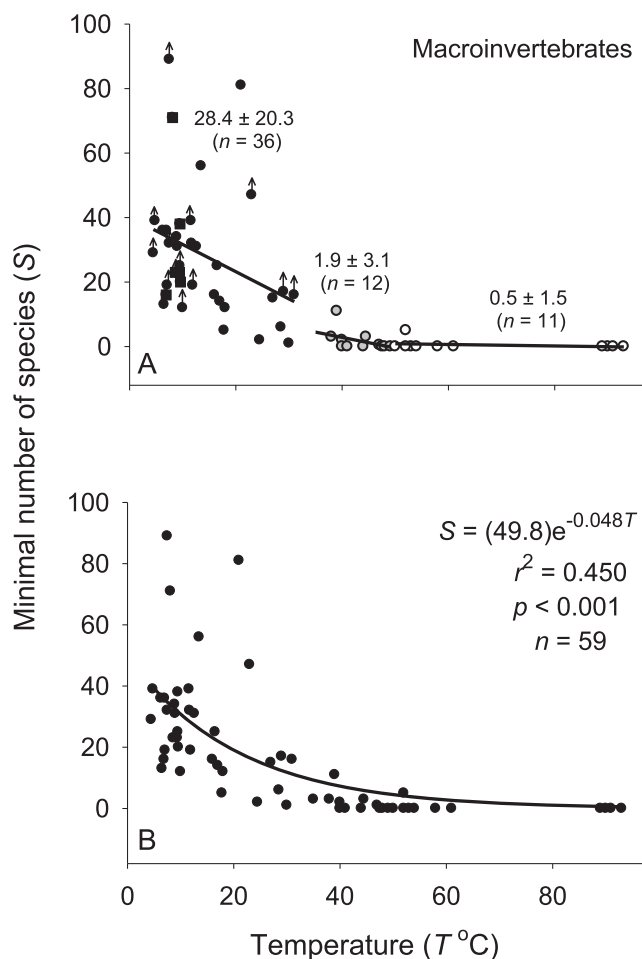 Macroinvertebrates
100
80
60
40
20
0
28.4 ± 20.3
(n = 36)
1.9 ± 3.1
(n = 12)
0.5 ± 1.5
(n = 11)
A
Minimal number of species (S)
100
80
60
40
20
0
S = (49.8)e^-0.048T
r² = 0.450
p < 0.001
n = 59
B
0 20 40 60 80
Temperature (T °C)